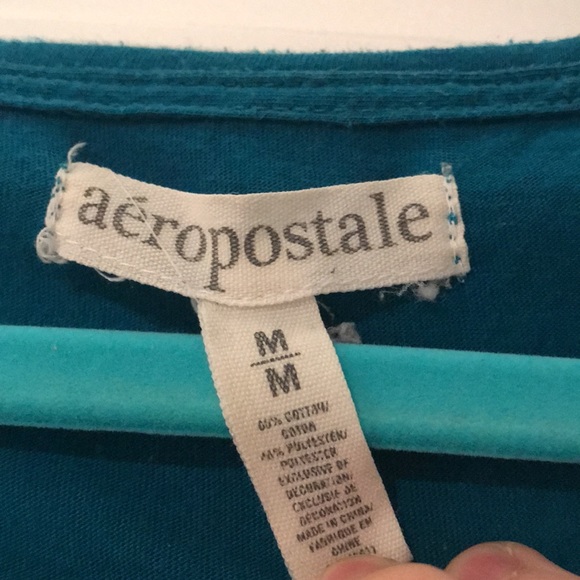 aéropostale
M
M
60% COTTON/
COTON
40% POLYESTER/
POLYESTER
EXCLUSIVE OF
DECORATION/
EXCLUSIF DE
DÉCORATION
MADE IN CHINA/
FABRIQUÉ EN
CHINE